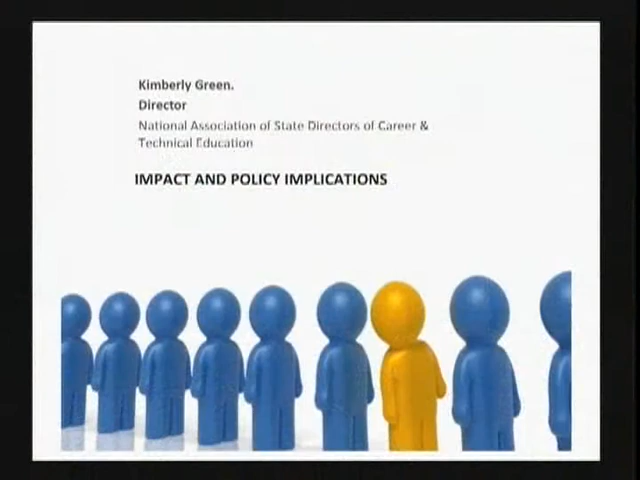 Kimberly Green.
Director
National Association of State Directors of Career &
Technical Education
IMPACT AND POLICY IMPLICATIONS